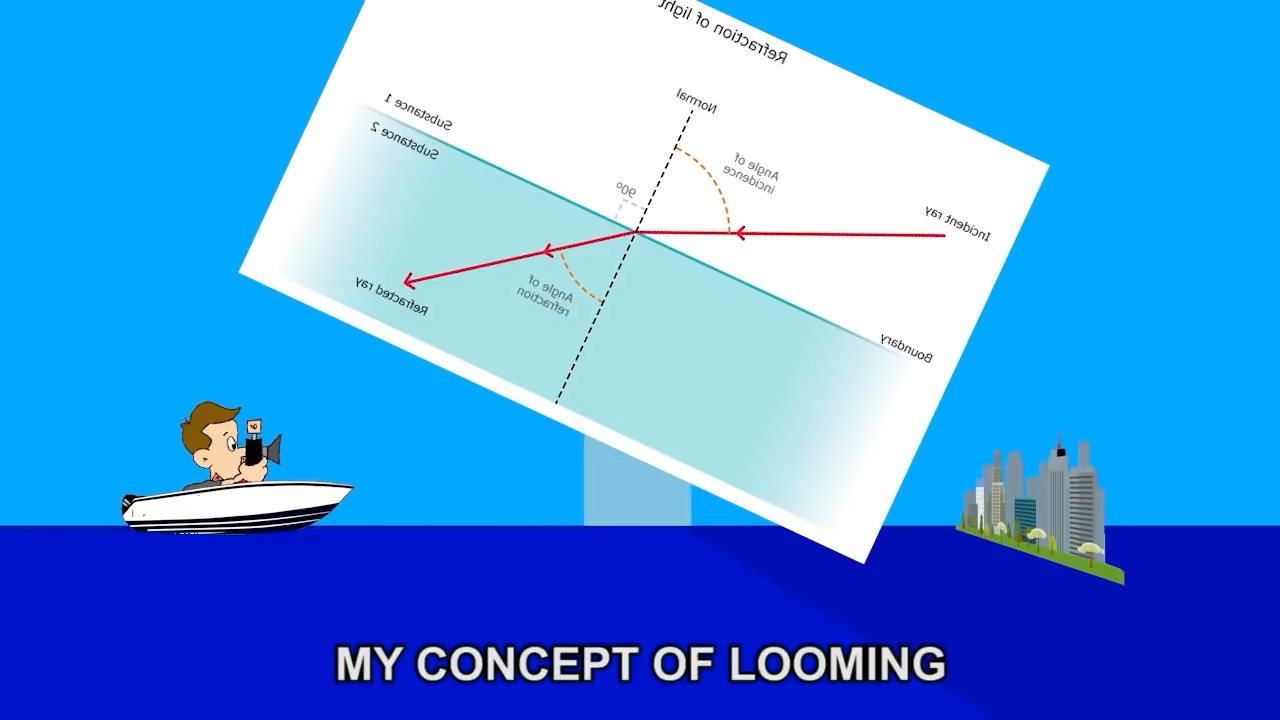 Refraction of light
Normal
Substance 1
Substance 2
Angle of
incidence
90°
Incident ray
Angle of
refraction
Refracted ray
Boundary
MY CONCEPT OF LOOMING